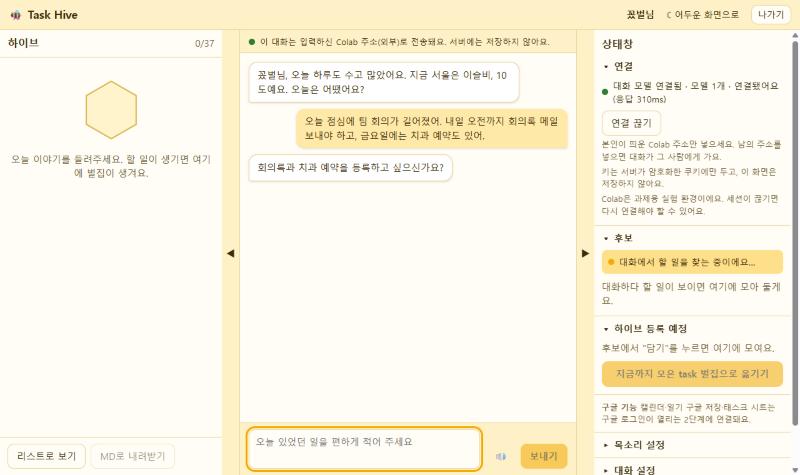 Task Hive
꿀벌님
어두운 화면으로
나가기
하이브
0/37
오늘 이야기를 들려주세요. 할 일이 생기면 여기
에 벌집이 생겨요.
리스트로 보기
MD로 내려받기
이 대화는 입력하신 Colab 주소(외부)로 전송돼요. 서버에는 저장하지 않아요.
꿀벌님, 오늘 하루도 수고 많았어요. 지금 서울은 이슬비, 10
도예요. 오늘은 어땠어요?
오늘 점심에 팀 회의가 길어졌어. 내일 오전까지 회의록 메일
보내야 하고, 금요일에는 치과 예약도 있어.
회의록과 치과 예약을 등록하고 싶으신가요?
오늘 있었던 일을 편하게 적어 주세요
보내기
상태창
연결
대화 모델 연결됨 · 모델 1개 · 연결됐어요
(응답 310ms)
연결 끊기
본인이 띄운 Colab 주소만 넣으세요. 남의 주소를
넣으면 대화가 그 사람에게 가요.
키는 서버가 암호화한 쿠키에만 두고, 이 화면은
저장하지 않아요.
Colab은 과제용 실험 환경이에요. 세션이 끊기면
다시 연결해야 할 수 있어요.
후보
대화에서 할 일을 찾는 중이에요...
대화하다 할 일이 보이면 여기에 모아 둘게
요.
하이브 등록 예정
후보에서 "담기"를 누르면 여기에 모여요.
지금까지 모은 task 벌집으로 옮기기
구글 기능 캘린더·일기 구글 저장·태스크 시트는
구글 로그인이 열리는 2단계에 연결돼요.
목소리 설정
대화 설정